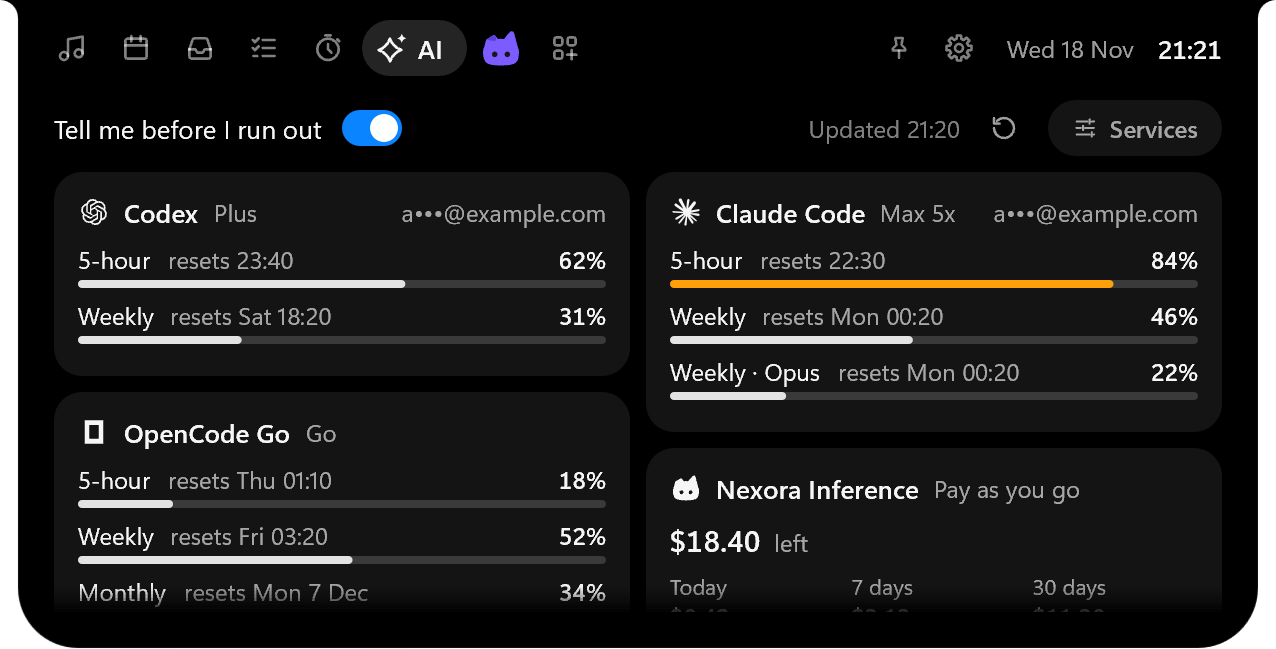 AI
Wed 18 Nov 21:21
Tell me before I run out
Updated 21:20
Services
Codex Plus a•••@example.com
5-hour resets 23:40 62%
Weekly resets Sat 18:20 31%
Claude Code Max 5x a•••@example.com
5-hour resets 22:30 84%
Weekly resets Mon 00:20 46%
Weekly · Opus resets Mon 00:20 22%
OpenCode Go Go
5-hour resets Thu 01:10 18%
Weekly resets Fri 03:20 52%
Monthly resets Mon 7 Dec 34%
Nexora Inference Pay as you go
$18.40 left
Today 7 days 30 days